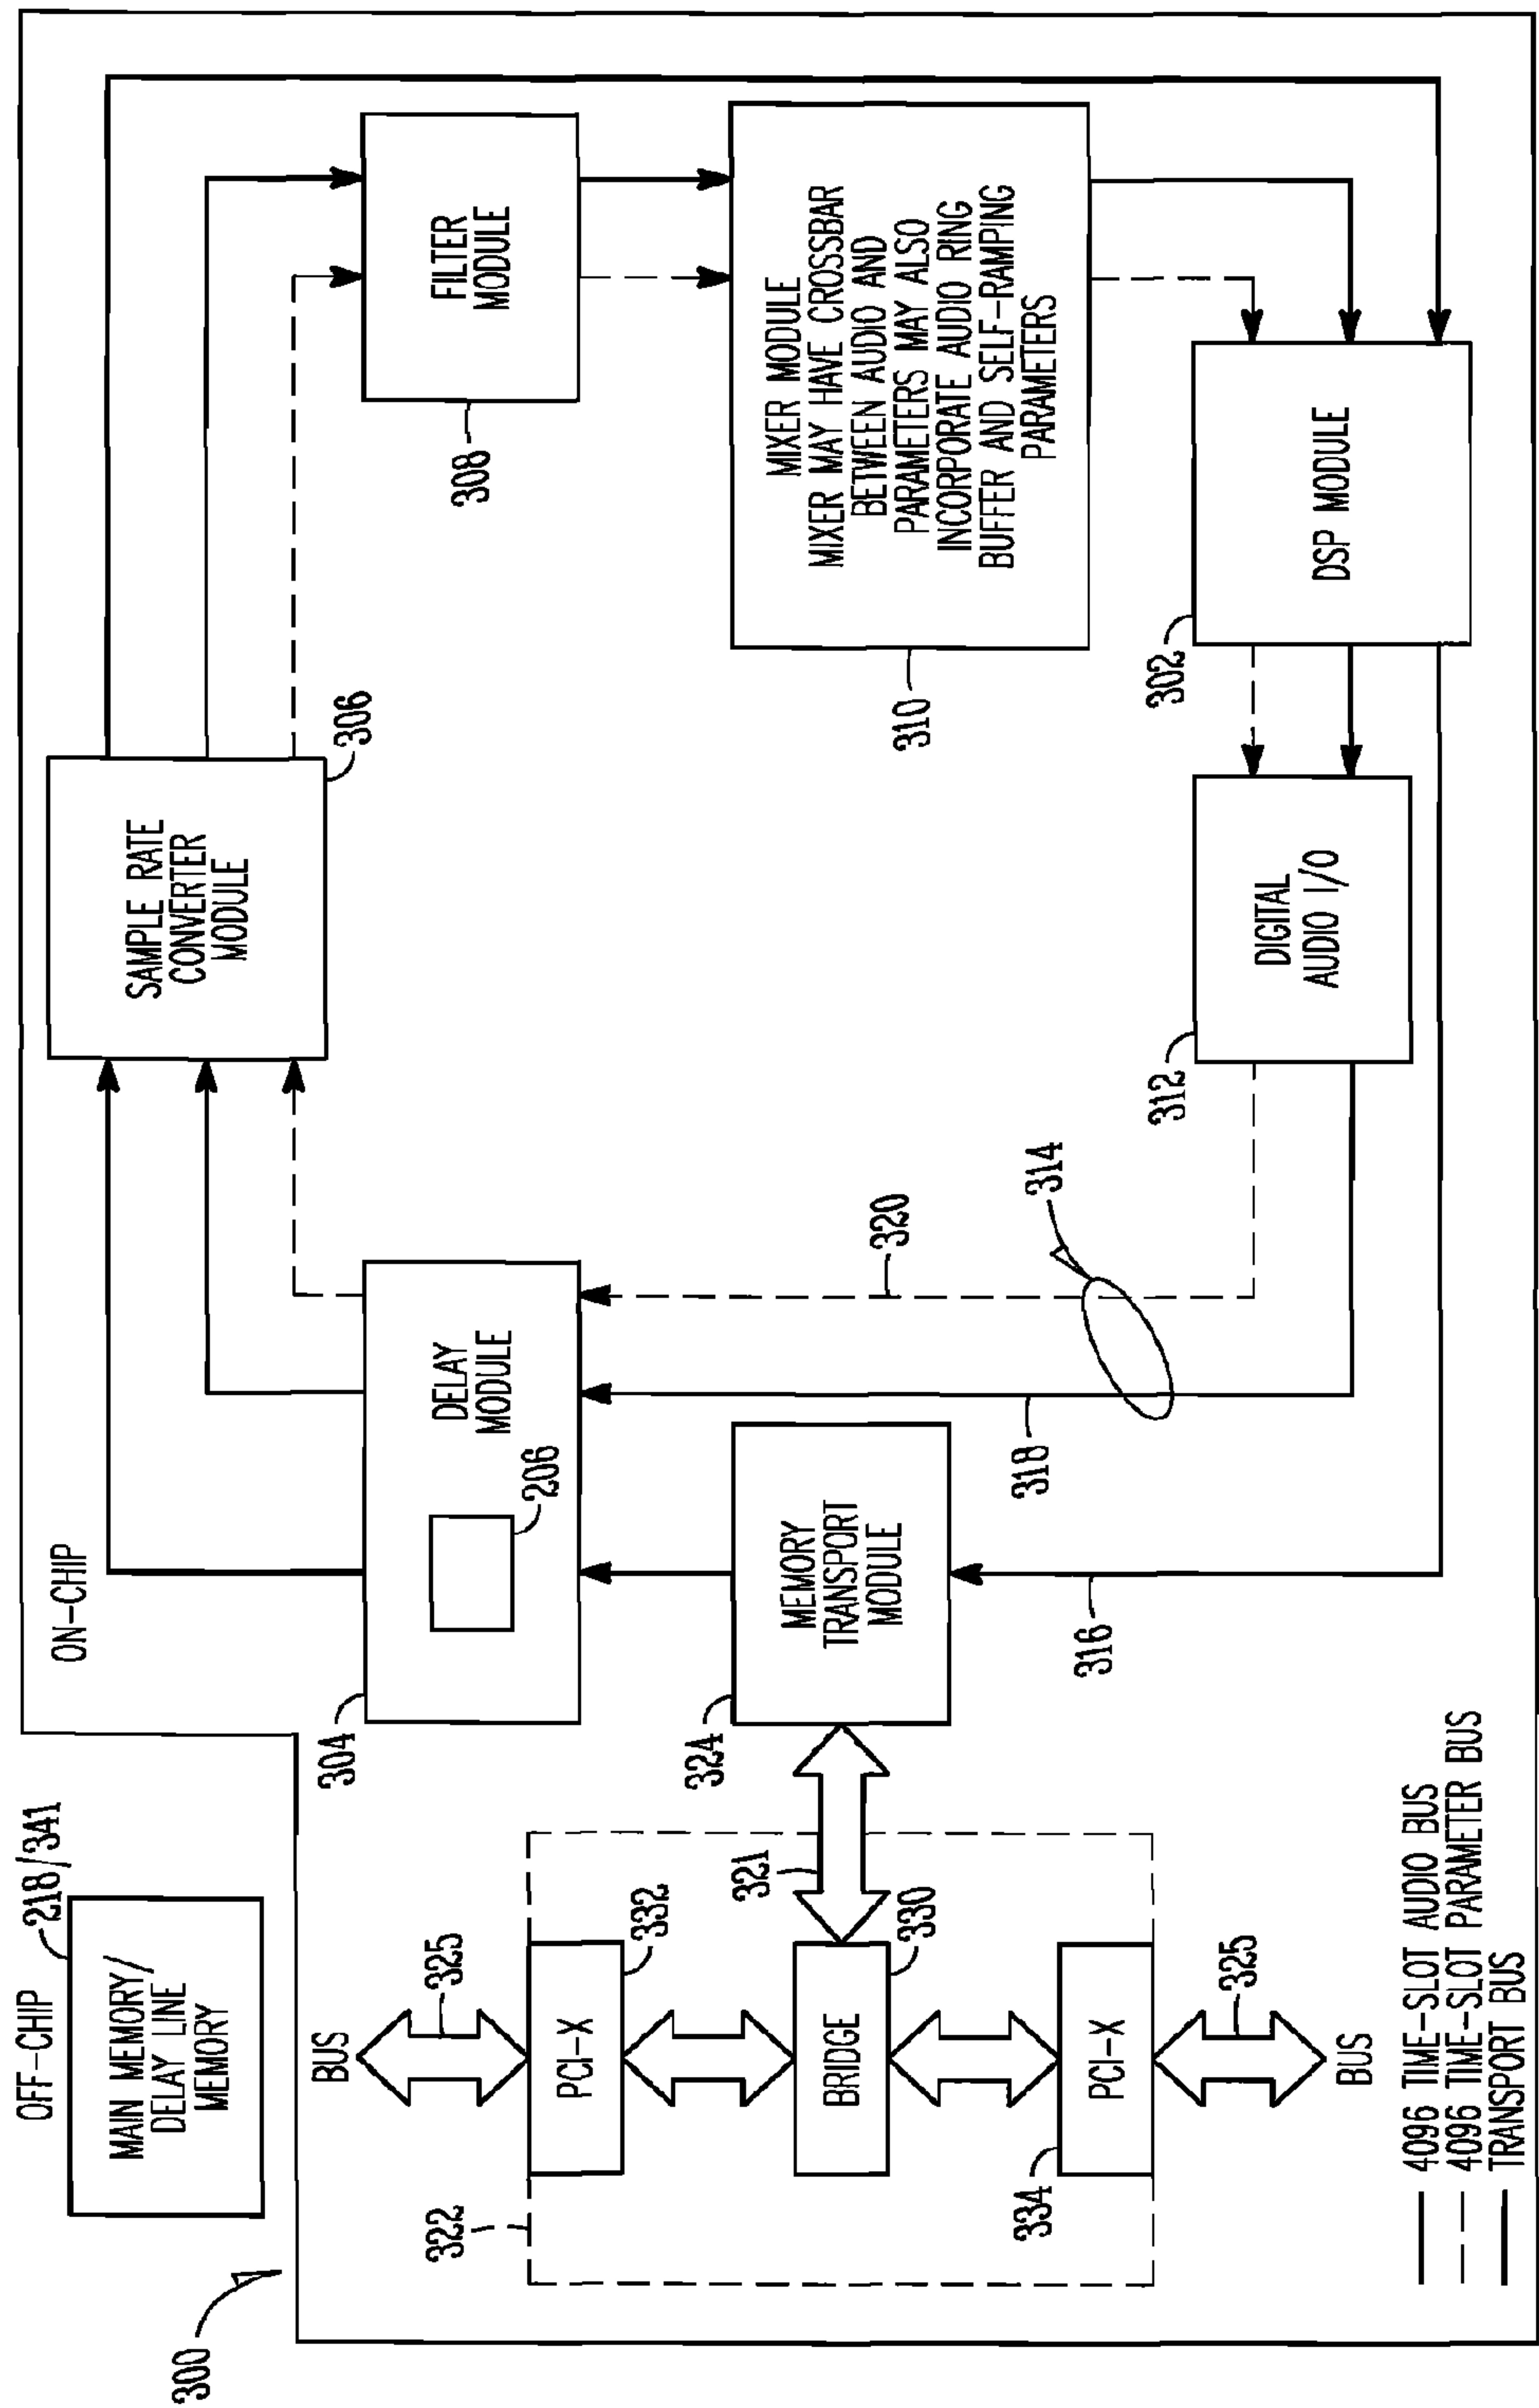 300
OFF-CHIP
MAIN MEMORY/
DELAY LINE
MEMORY
218/341
ON-CHIP
SAMPLE RATE
CONVERTER
MODULE
306
304
DELAY
MODULE
206
FILTER
MODULE
308
322
BUS
325
PCI-X
332
321
BRIDGE
330
PCI-X
334
325
BUS
324
MEMORY
TRANSPORT
MODULE
316
318
320
314
MIXER MODULE
MIXER MAY HAVE CROSSBAR
BETWEEN AUDIO AND
PARAMETERS MAY ALSO
INCORPORATE AUDIO RING
BUFFER AND SELF-RAMPING
PARAMETERS
310
312
DIGITAL
AUDIO I/O
302
DSP MODULE
4096 TIME-SLOT AUDIO BUS
4096 TIME-SLOT PARAMETER BUS
TRANSPORT BUS